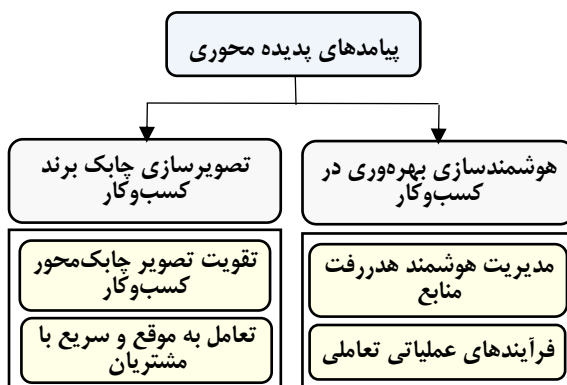 پیامدهای پدیده محوری
هوشمندسازی بهره‌وری در
کسب‌وکار
مدیریت هوشمند هدررفت
منابع
فرآیندهای عملیاتی تعاملی
تصویرسازی چابک برند
کسب‌وکار
تقویت تصویر چابک‌محور
کسب‌وکار
تعامل به موقع و سریع با
مشتریان